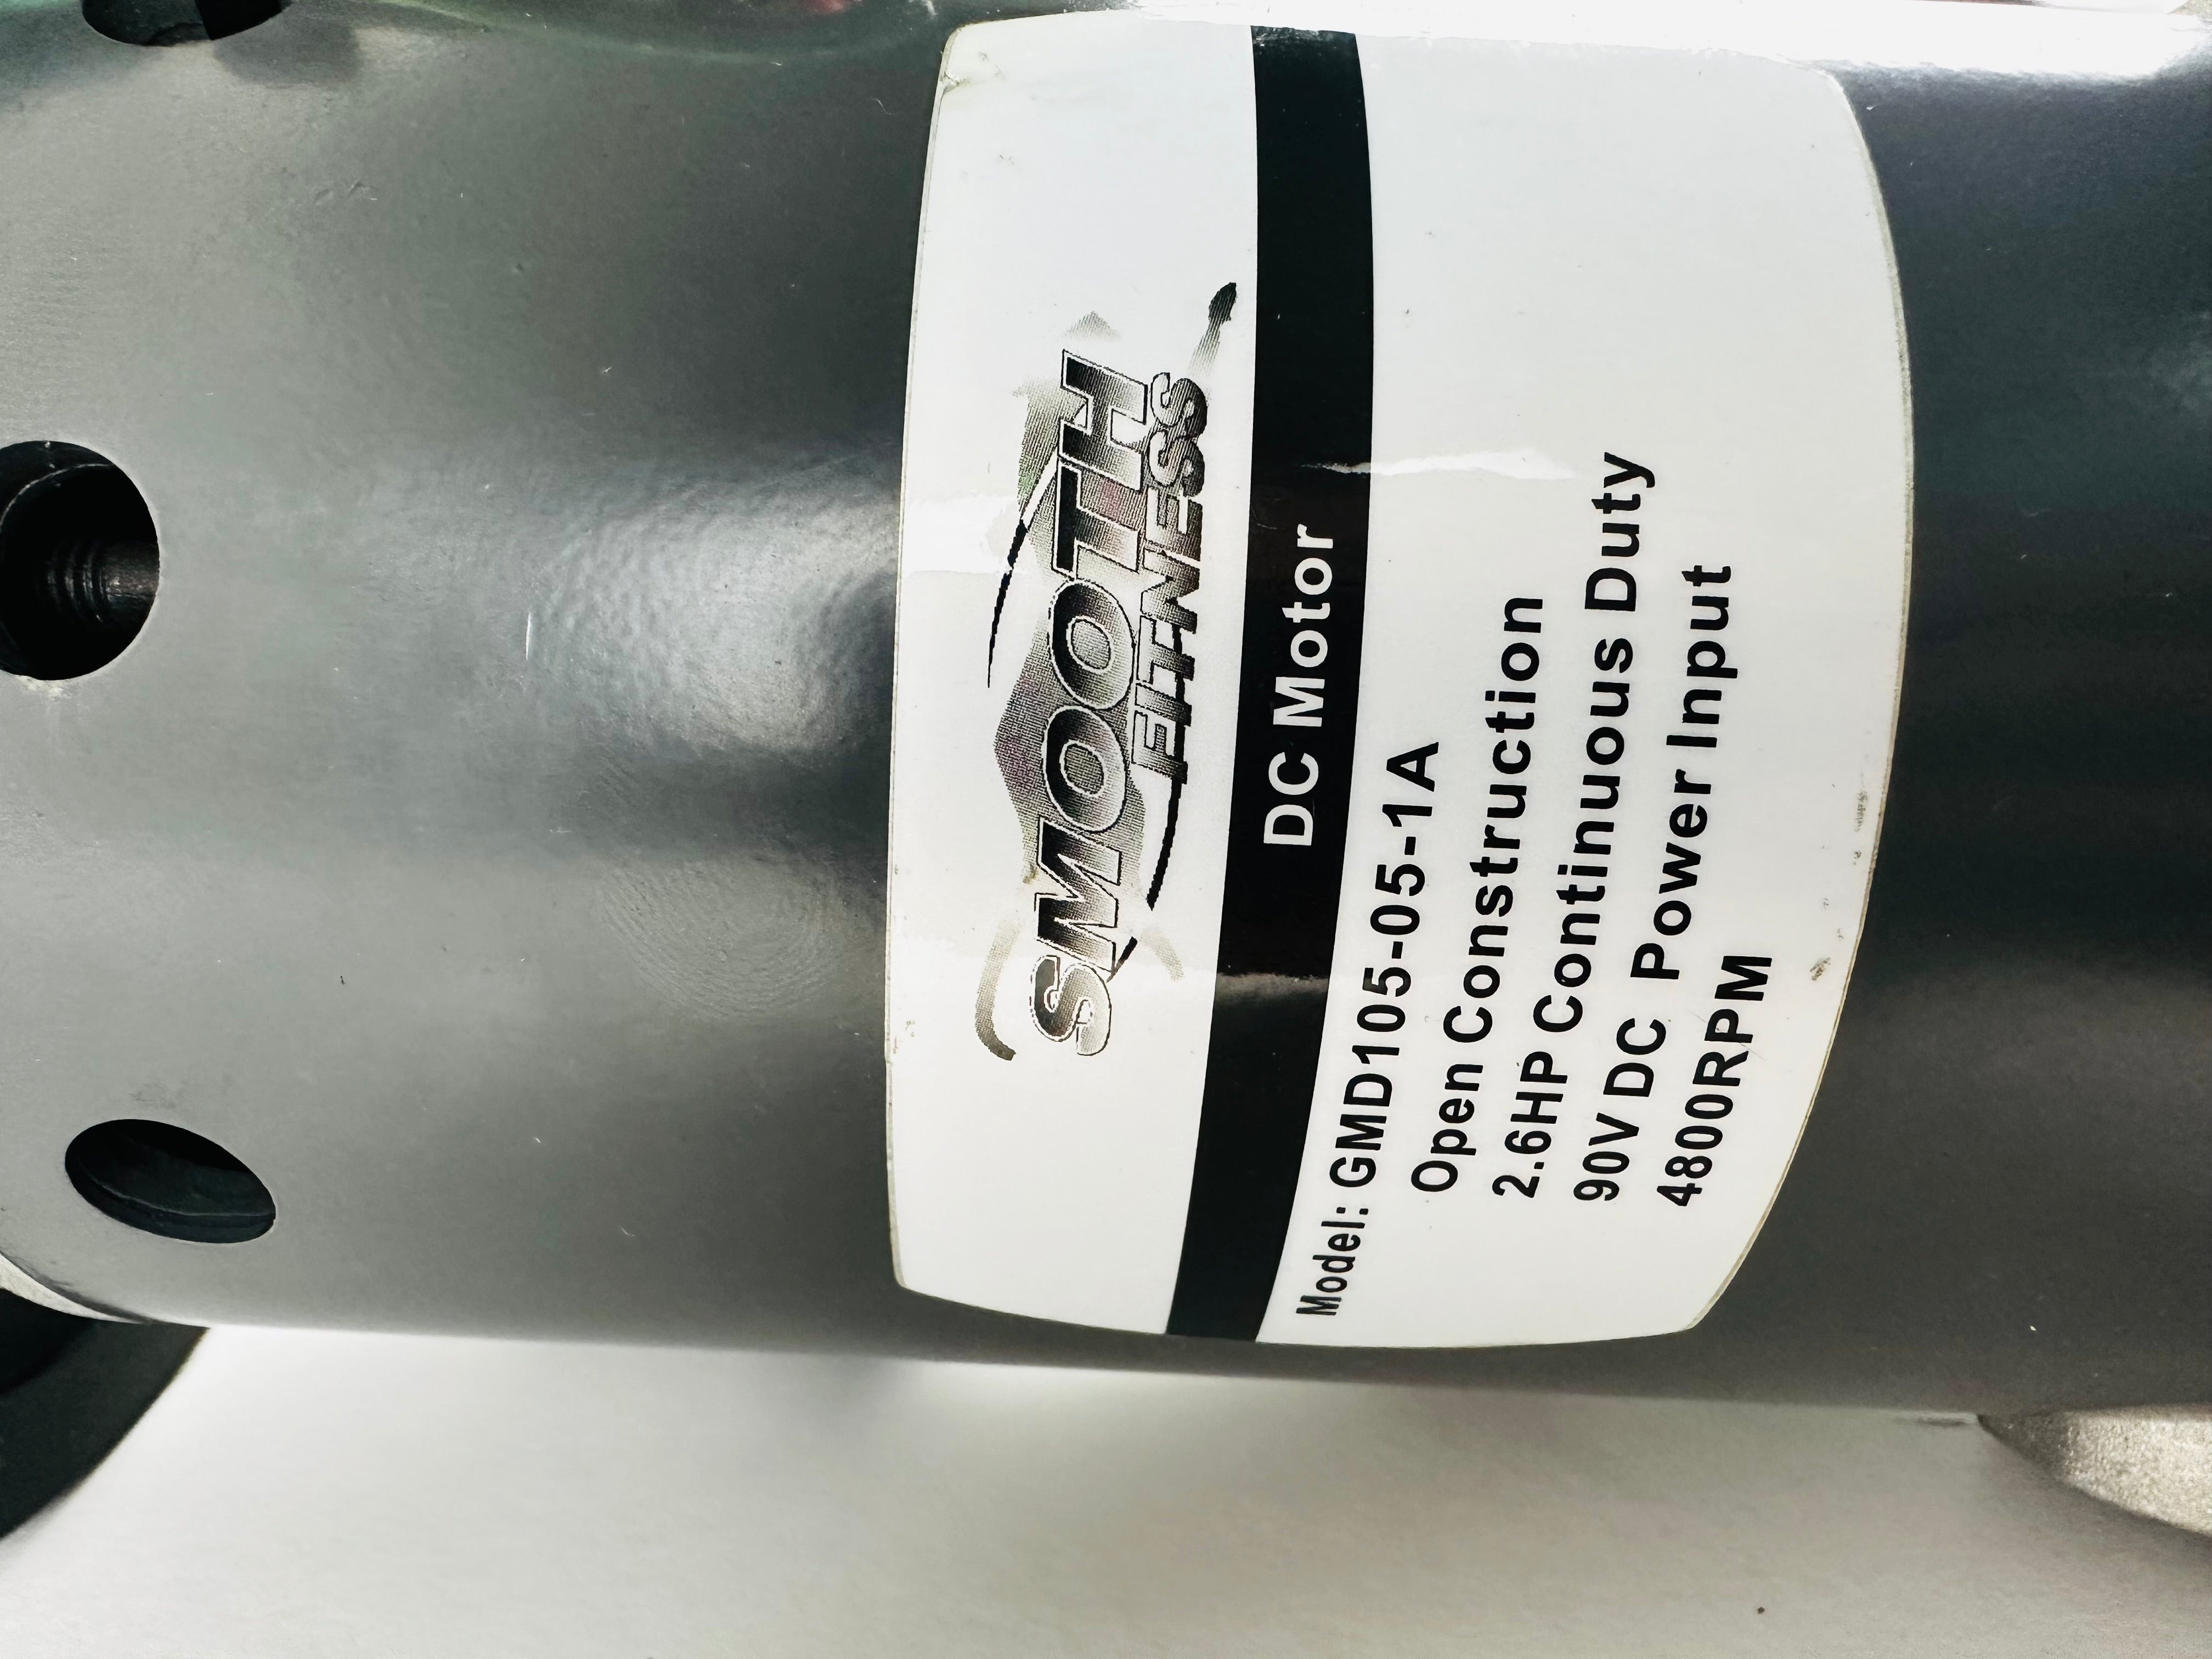 SMOOTH
FITNESS
DC Motor
Model: GMD105-05-1A
Open Construction
2.6HP Continuous Duty
90V DC Power Input
4800RPM